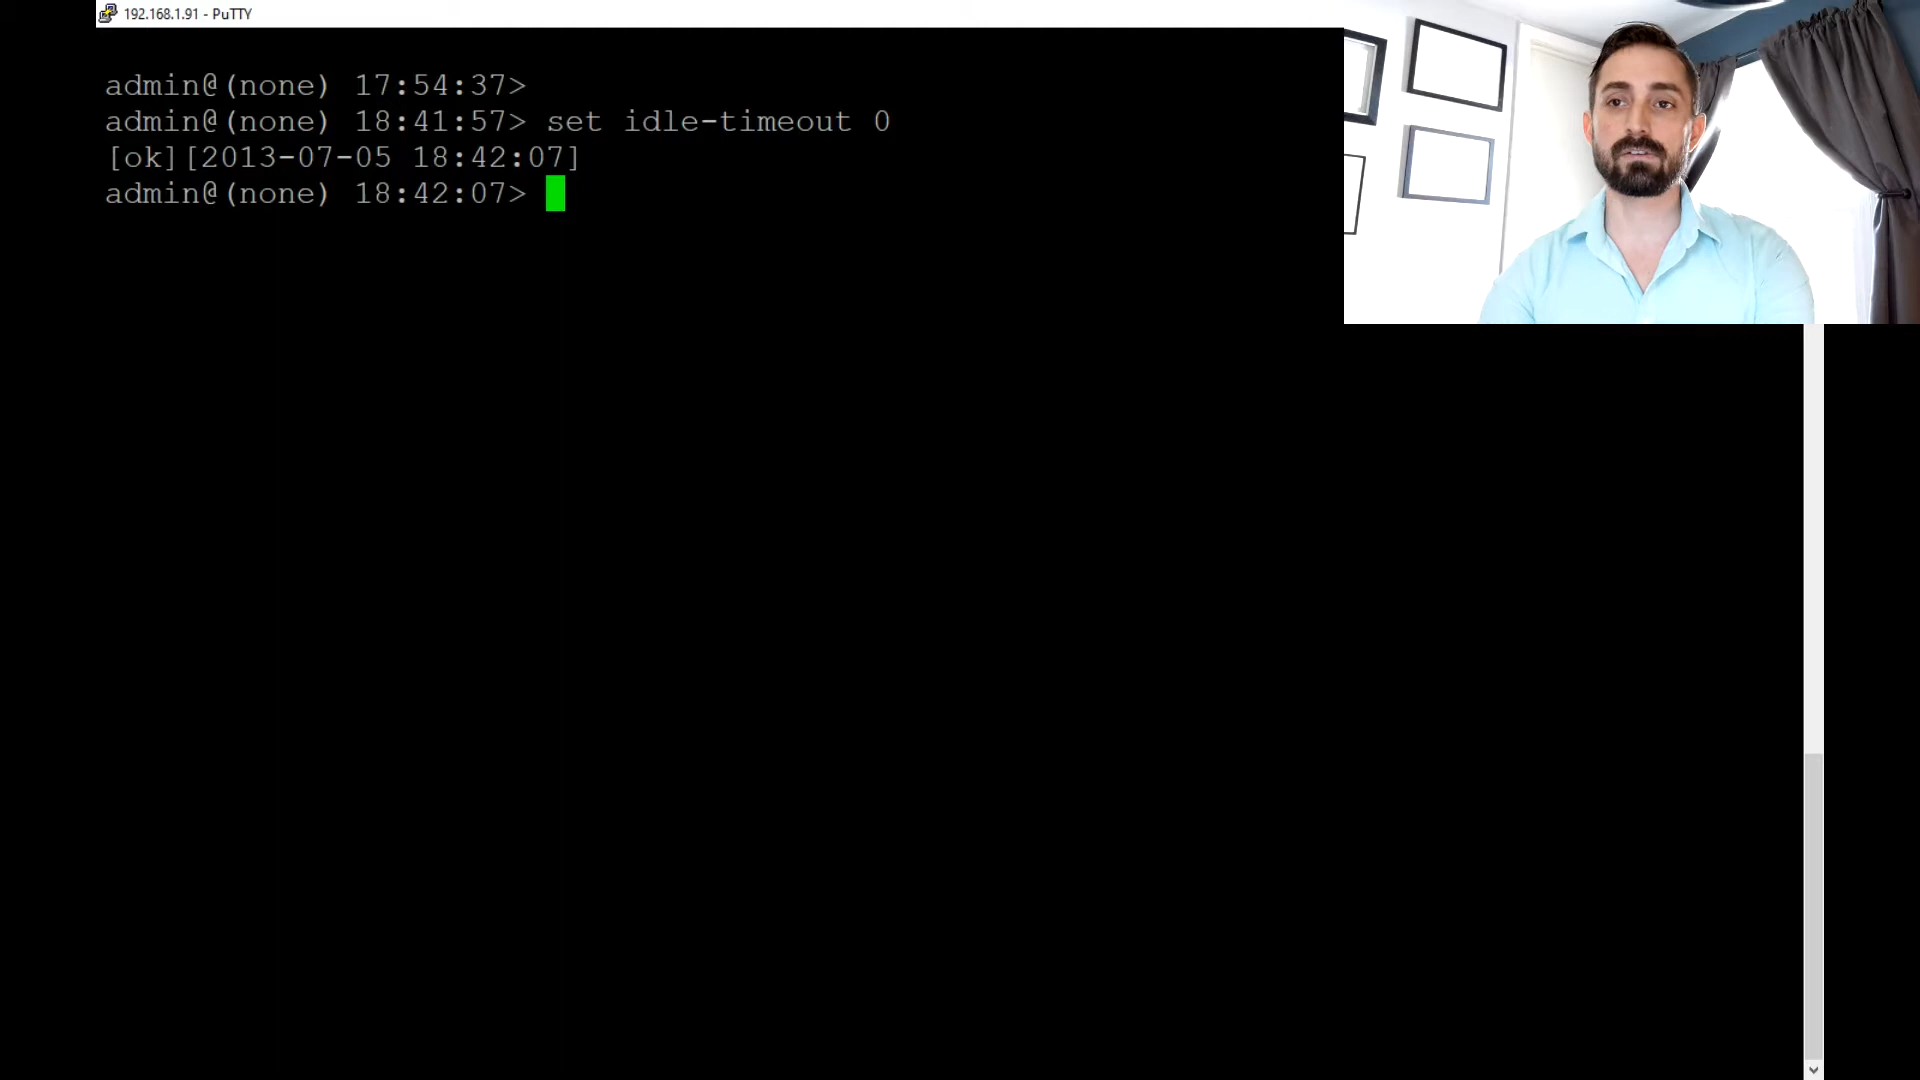 192.168.1.91 - PuTTY
admin@(none) 17:54:37>
admin@(none) 18:41:57> set idle-timeout 0
[ok][2013-07-05 18:42:07]
admin@(none) 18:42:07>